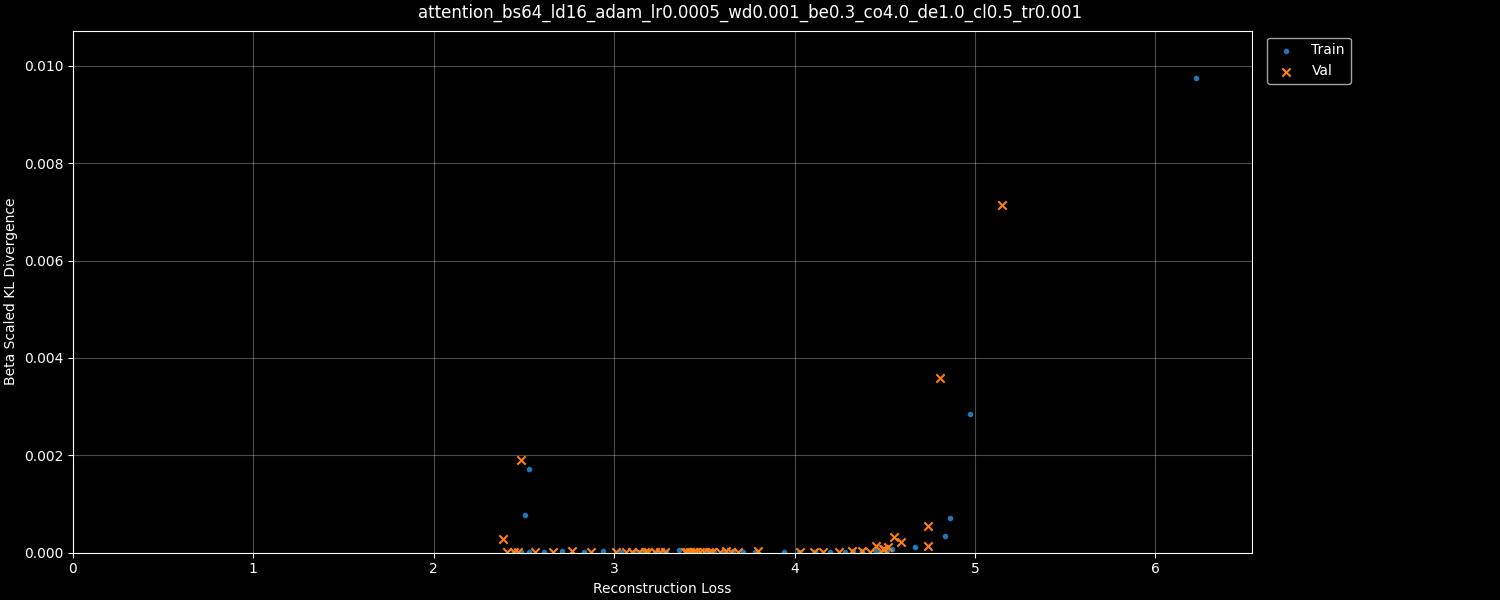 attention_bs64_ld16_adam_lr0.0005_wd0.001_be0.3_co4.0_de1.0_cl0.5_tr0.001
Train
Val
0.010
0.008
0.006
0.004
0.002
0.000
Beta Scaled KL Divergence
0 1 2 3 4 5 6
Reconstruction Loss